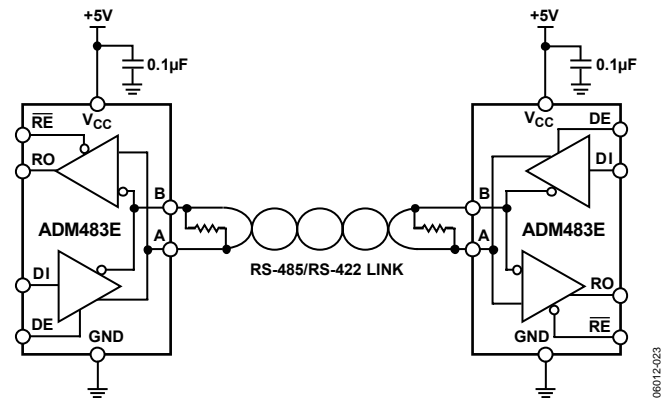 +5V
0.1µF
RE
VCC
RO
B
ADM483E
A
DI
DE
GND
RS-485/RS-422 LINK
+5V
0.1µF
VCC
DE
DI
B
ADM483E
A
RO
GND
RE
06012-023